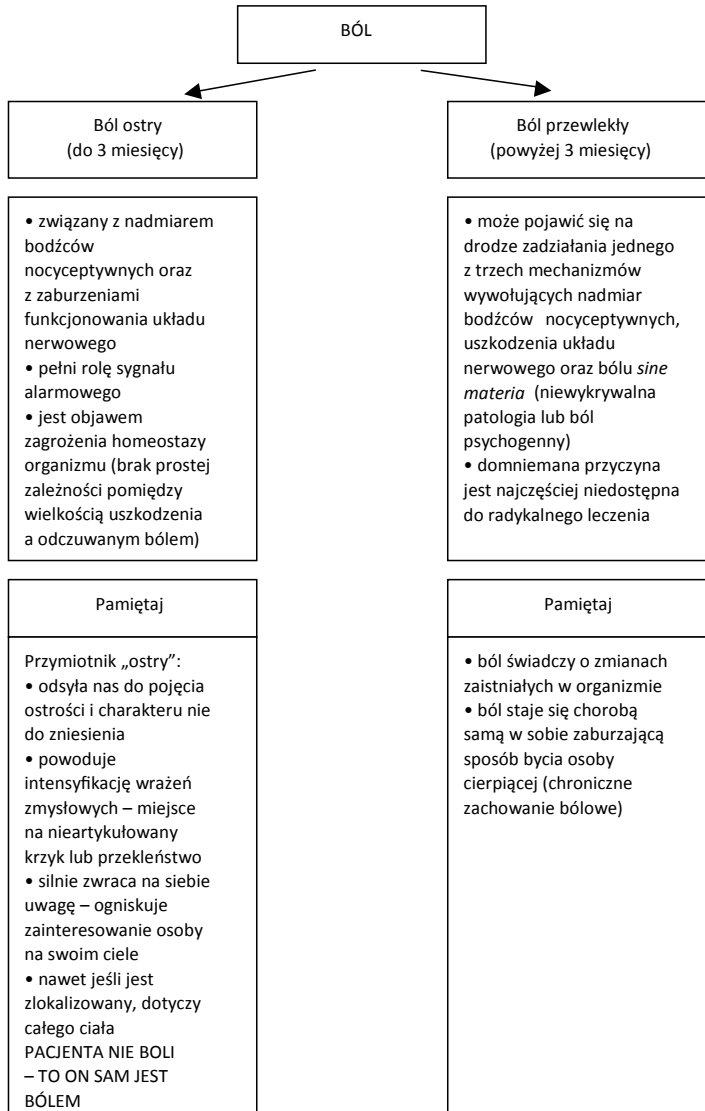 BÓL
Ból ostry
(do 3 miesięcy)
• związany z nadmiarem
bodźców
nocyceptywnych oraz
z zaburzeniami
funkcjonowania układu
nerwowego
• pełni rolę sygnału
alarmowego
• jest objawem
zagrożenia homeostazy
organizmu (brak prostej
zależności pomiędzy
wielkością uszkodzenia
a odczuwanym bólem)
Pamiętaj
Przymiotnik „ostry”:
• odsyła nas do pojęcia
ostrości i charakteru nie
do zniesienia
• powoduje
intensyfikację wrażeń
zmysłowych – miejsce
na nieartykułowany
krzyk lub przekleństwo
• silnie zwraca na siebie
uwagę – ogniskuje
zainteresowanie osoby
na swoim ciele
• nawet jeśli jest
zlokalizowany, dotyczy
całego ciała
PACJENTA NIE BOLI
– TO ON SAM JEST
BÓLEM
Ból przewlekły
(powyżej 3 miesięcy)
• może pojawić się na
drodze zadziałania jednego
z trzech mechanizmów
wywołujących nadmiar
bodźców nocyceptywnych,
uszkodzenia układu
nerwowego oraz bólu sine
materia (niewykrywalna
patologia lub ból
psychogenny)
• domniemana przyczyna
jest najczęściej niedostępna
do radykalnego leczenia
Pamiętaj
• ból świadczy o zmianach
zaistniałych w organizmie
• ból staje się chorobą
samą w sobie zaburzającą
sposób bycia osoby
cierpiącej (chroniczne
zachowanie bólowe)